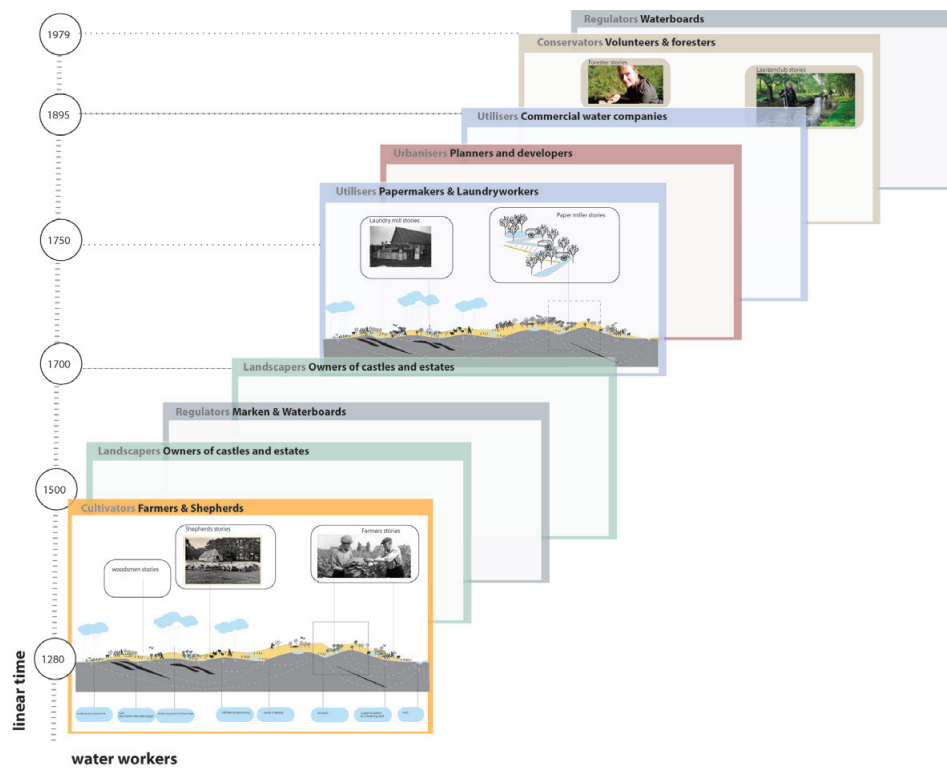 Regulators Waterboards
1979
Conservators Volunteers & foresters
Forester stories
Laarzenclub stories
1895
Utilisers Commercial water companies
Urbanisers Planners and developers
Utilisers Papermakers & Laundryworkers
Laundry mill stories
Paper miller stories
1750
1700
Landscapers Owners of castles and estates
Regulators Marken & Waterboards
Landscapers Owners of castles and estates
1500
Cultivators Farmers & Shepherds
Shepherds stories
Farmers stories
woodsmen stories
1280
linear time
water workers